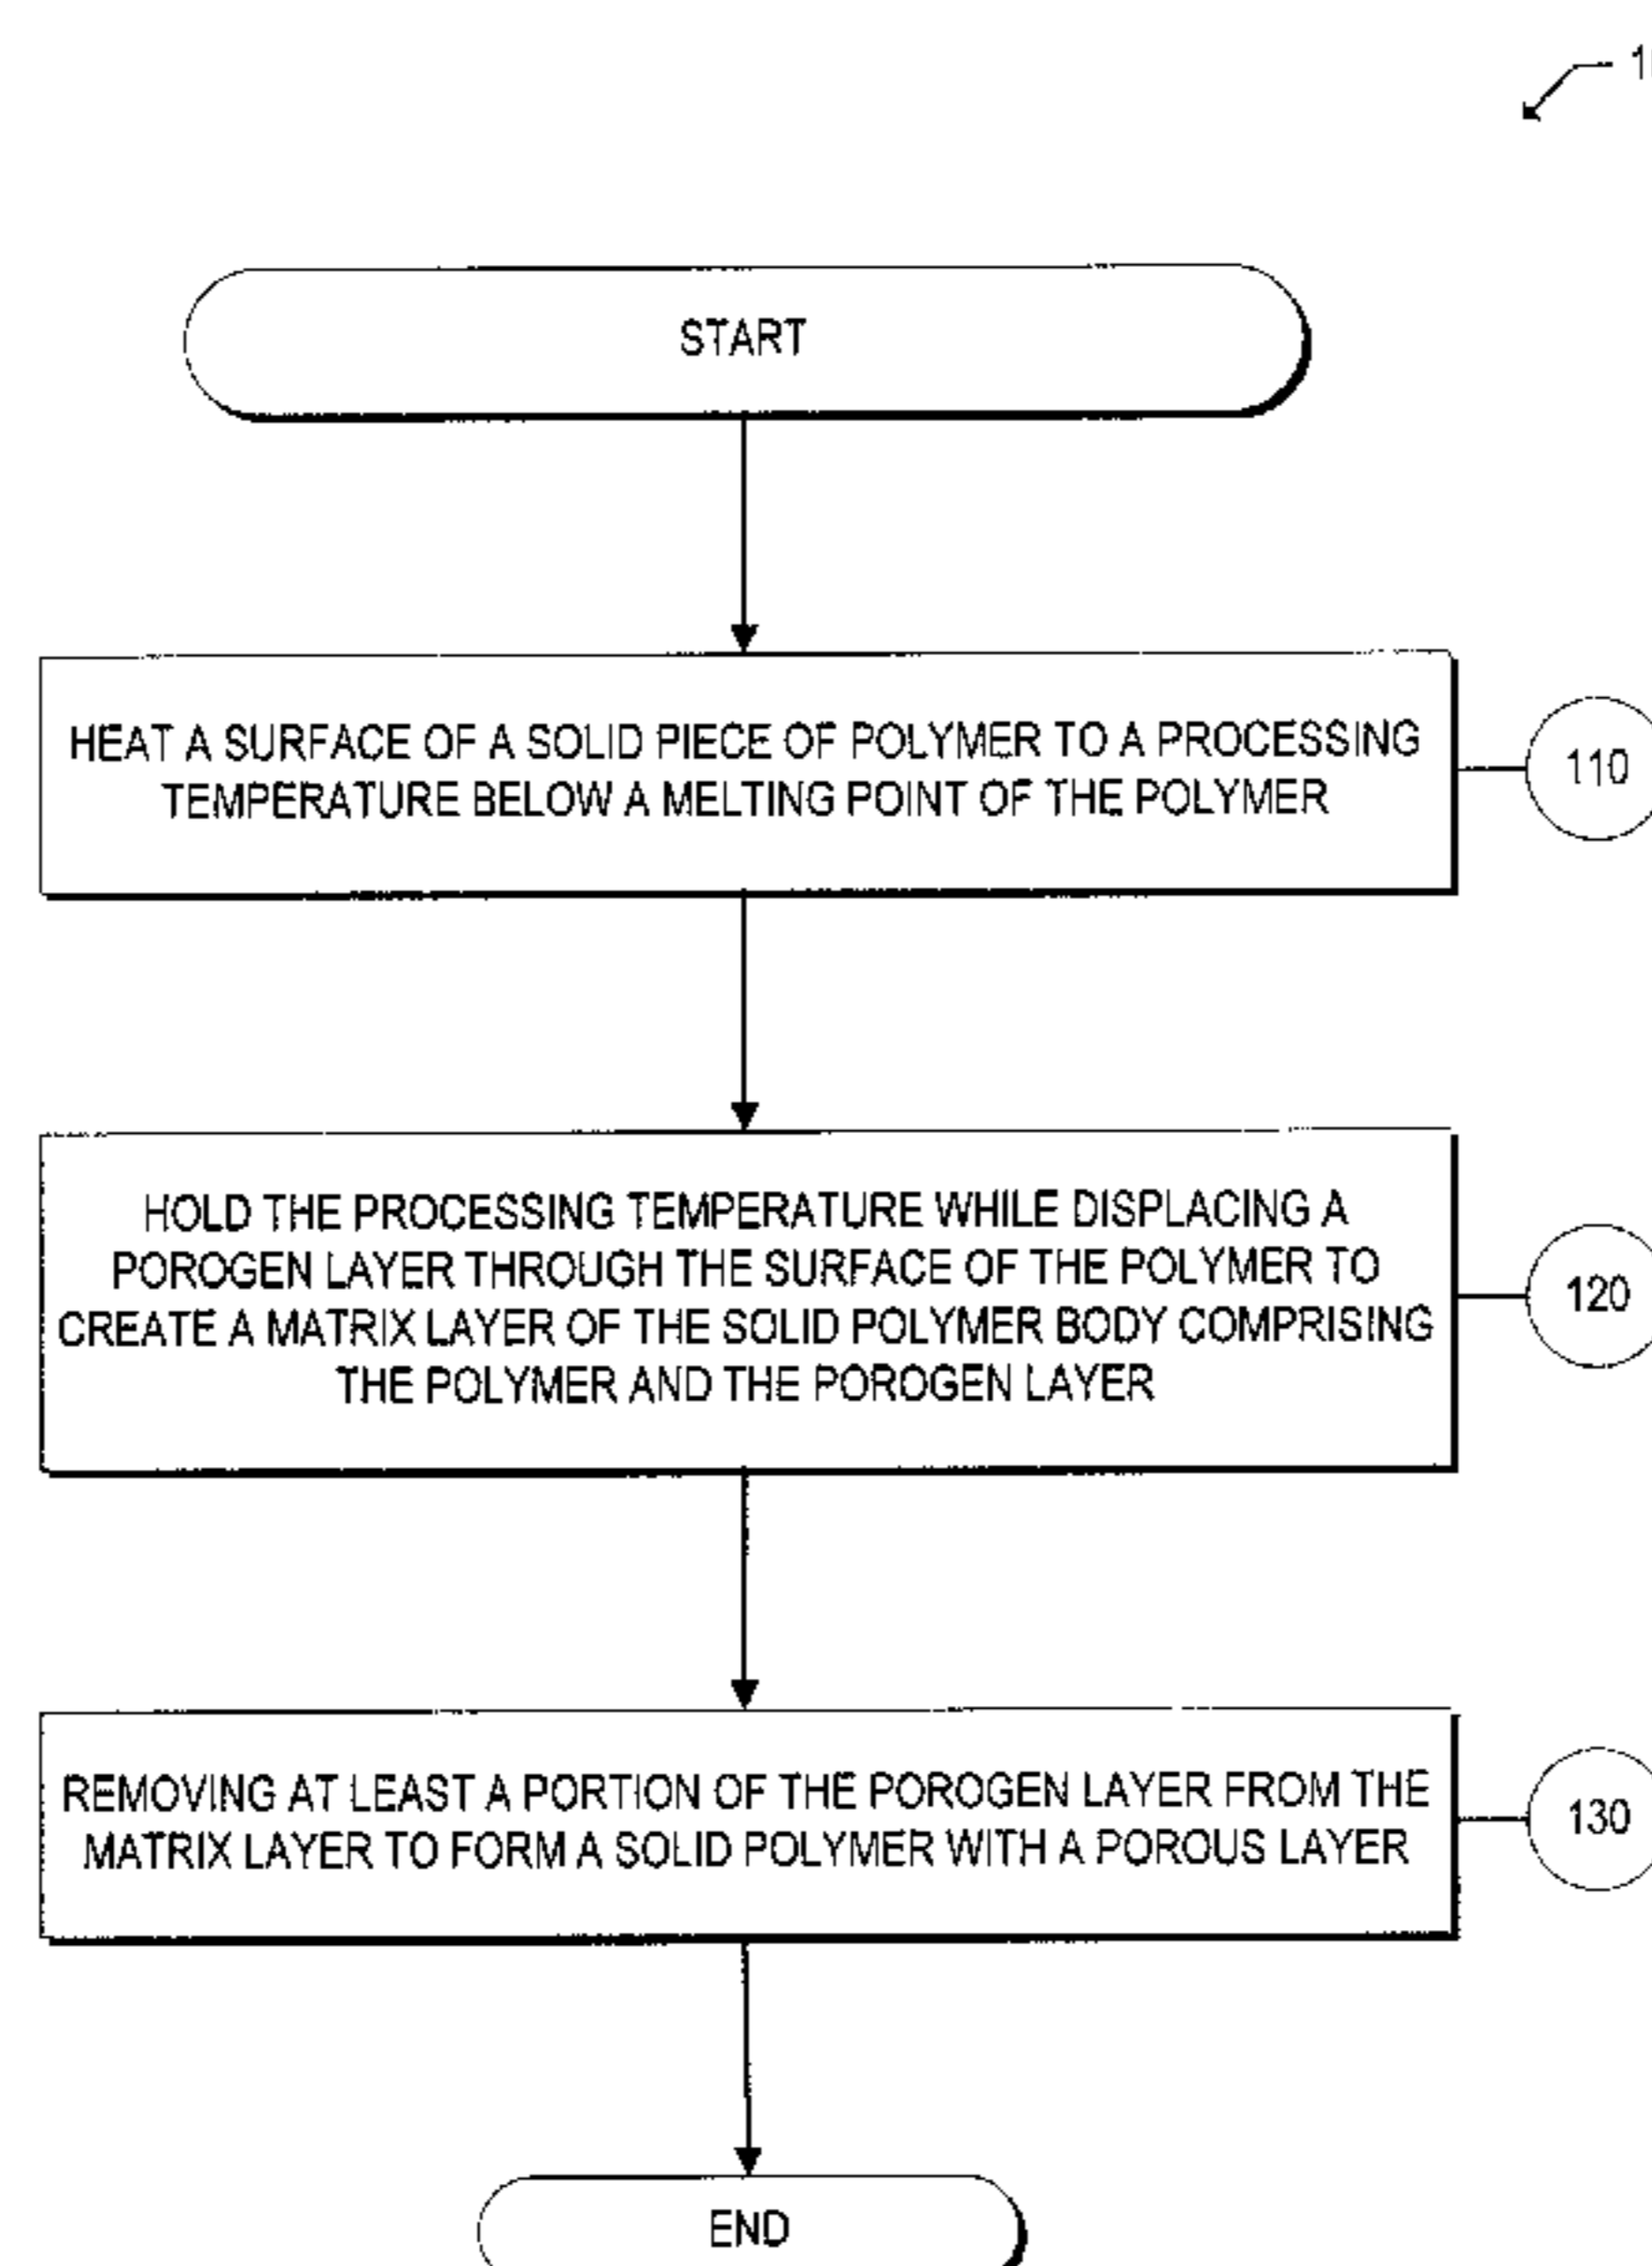 START
HEAT A SURFACE OF A SOLID PIECE OF POLYMER TO A PROCESSING
TEMPERATURE BELOW A MELTING POINT OF THE POLYMER
110
HOLD THE PROCESSING TEMPERATURE WHILE DISPLACING A
POROGEN LAYER THROUGH THE SURFACE OF THE POLYMER TO
CREATE A MATRIX LAYER OF THE SOLID POLYMER BODY COMPRISING
THE POLYMER AND THE POROGEN LAYER
120
REMOVING AT LEAST A PORTION OF THE POROGEN LAYER FROM THE
MATRIX LAYER TO FORM A SOLID POLYMER WITH A POROUS LAYER
130
END